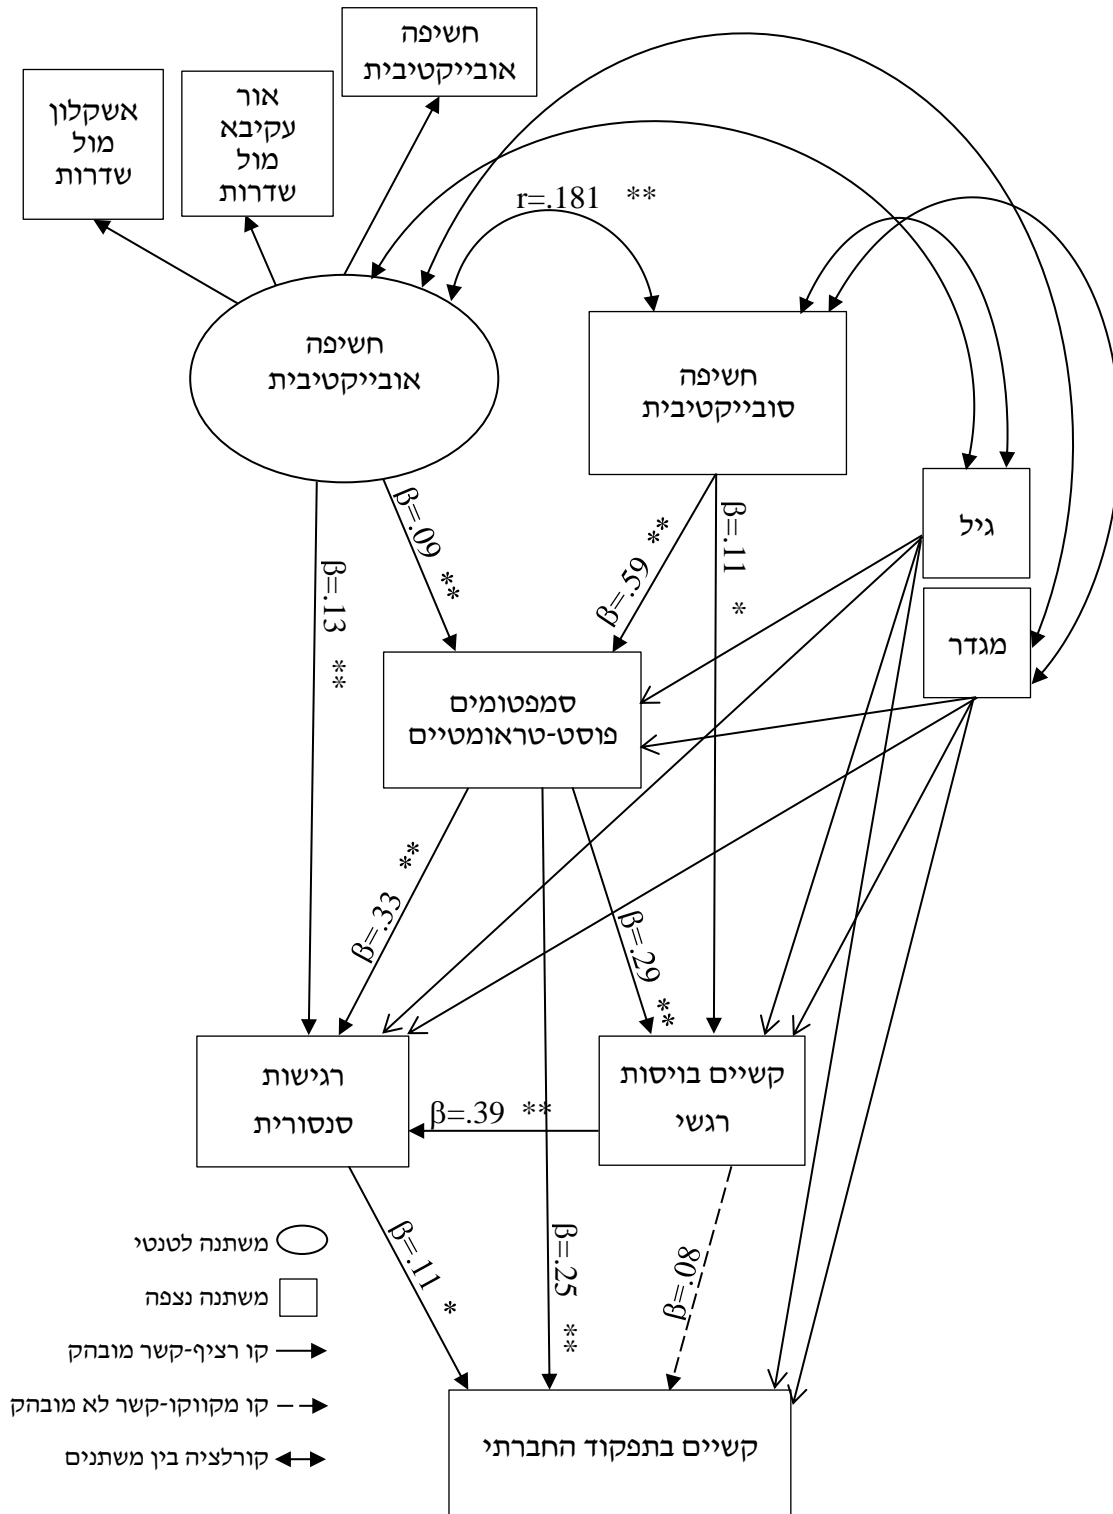 חשיפה
אובייקטיבית
אור
עקיבא
מול
שדרות
אשקלון
מול
שדרות
r=.181 **
חשיפה
אובייקטיבית
חשיפה
סובייקטיבית
גיל
מגדר
β=.09 **
β=.59 **
β=.11 *
β=.13 **
סמפטומים
פוסט-טראומטיים
β=.33 **
β=.29 **
רגישות
סנסורית
קשיים בויסות
רגשי
β=.39 **
β=.11 *
β=.25 **
β=.08
קשיים בתפקוד החברתי
משתנה לטנטי
משתנה נצפה
קו רציף-קשר מובהק
קו מקווקו-קשר לא מובהק
קורלציה בין משתנים